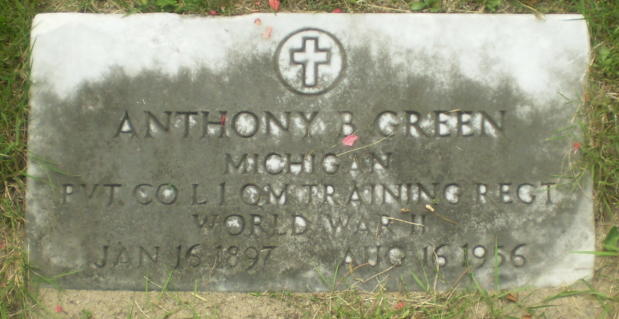 ANTHONY B GREEN
MICHIGAN
PVT CO L 1 QM TRAINING REGT
WORLD WAR II
JAN 16 1897 AUG 16 1956